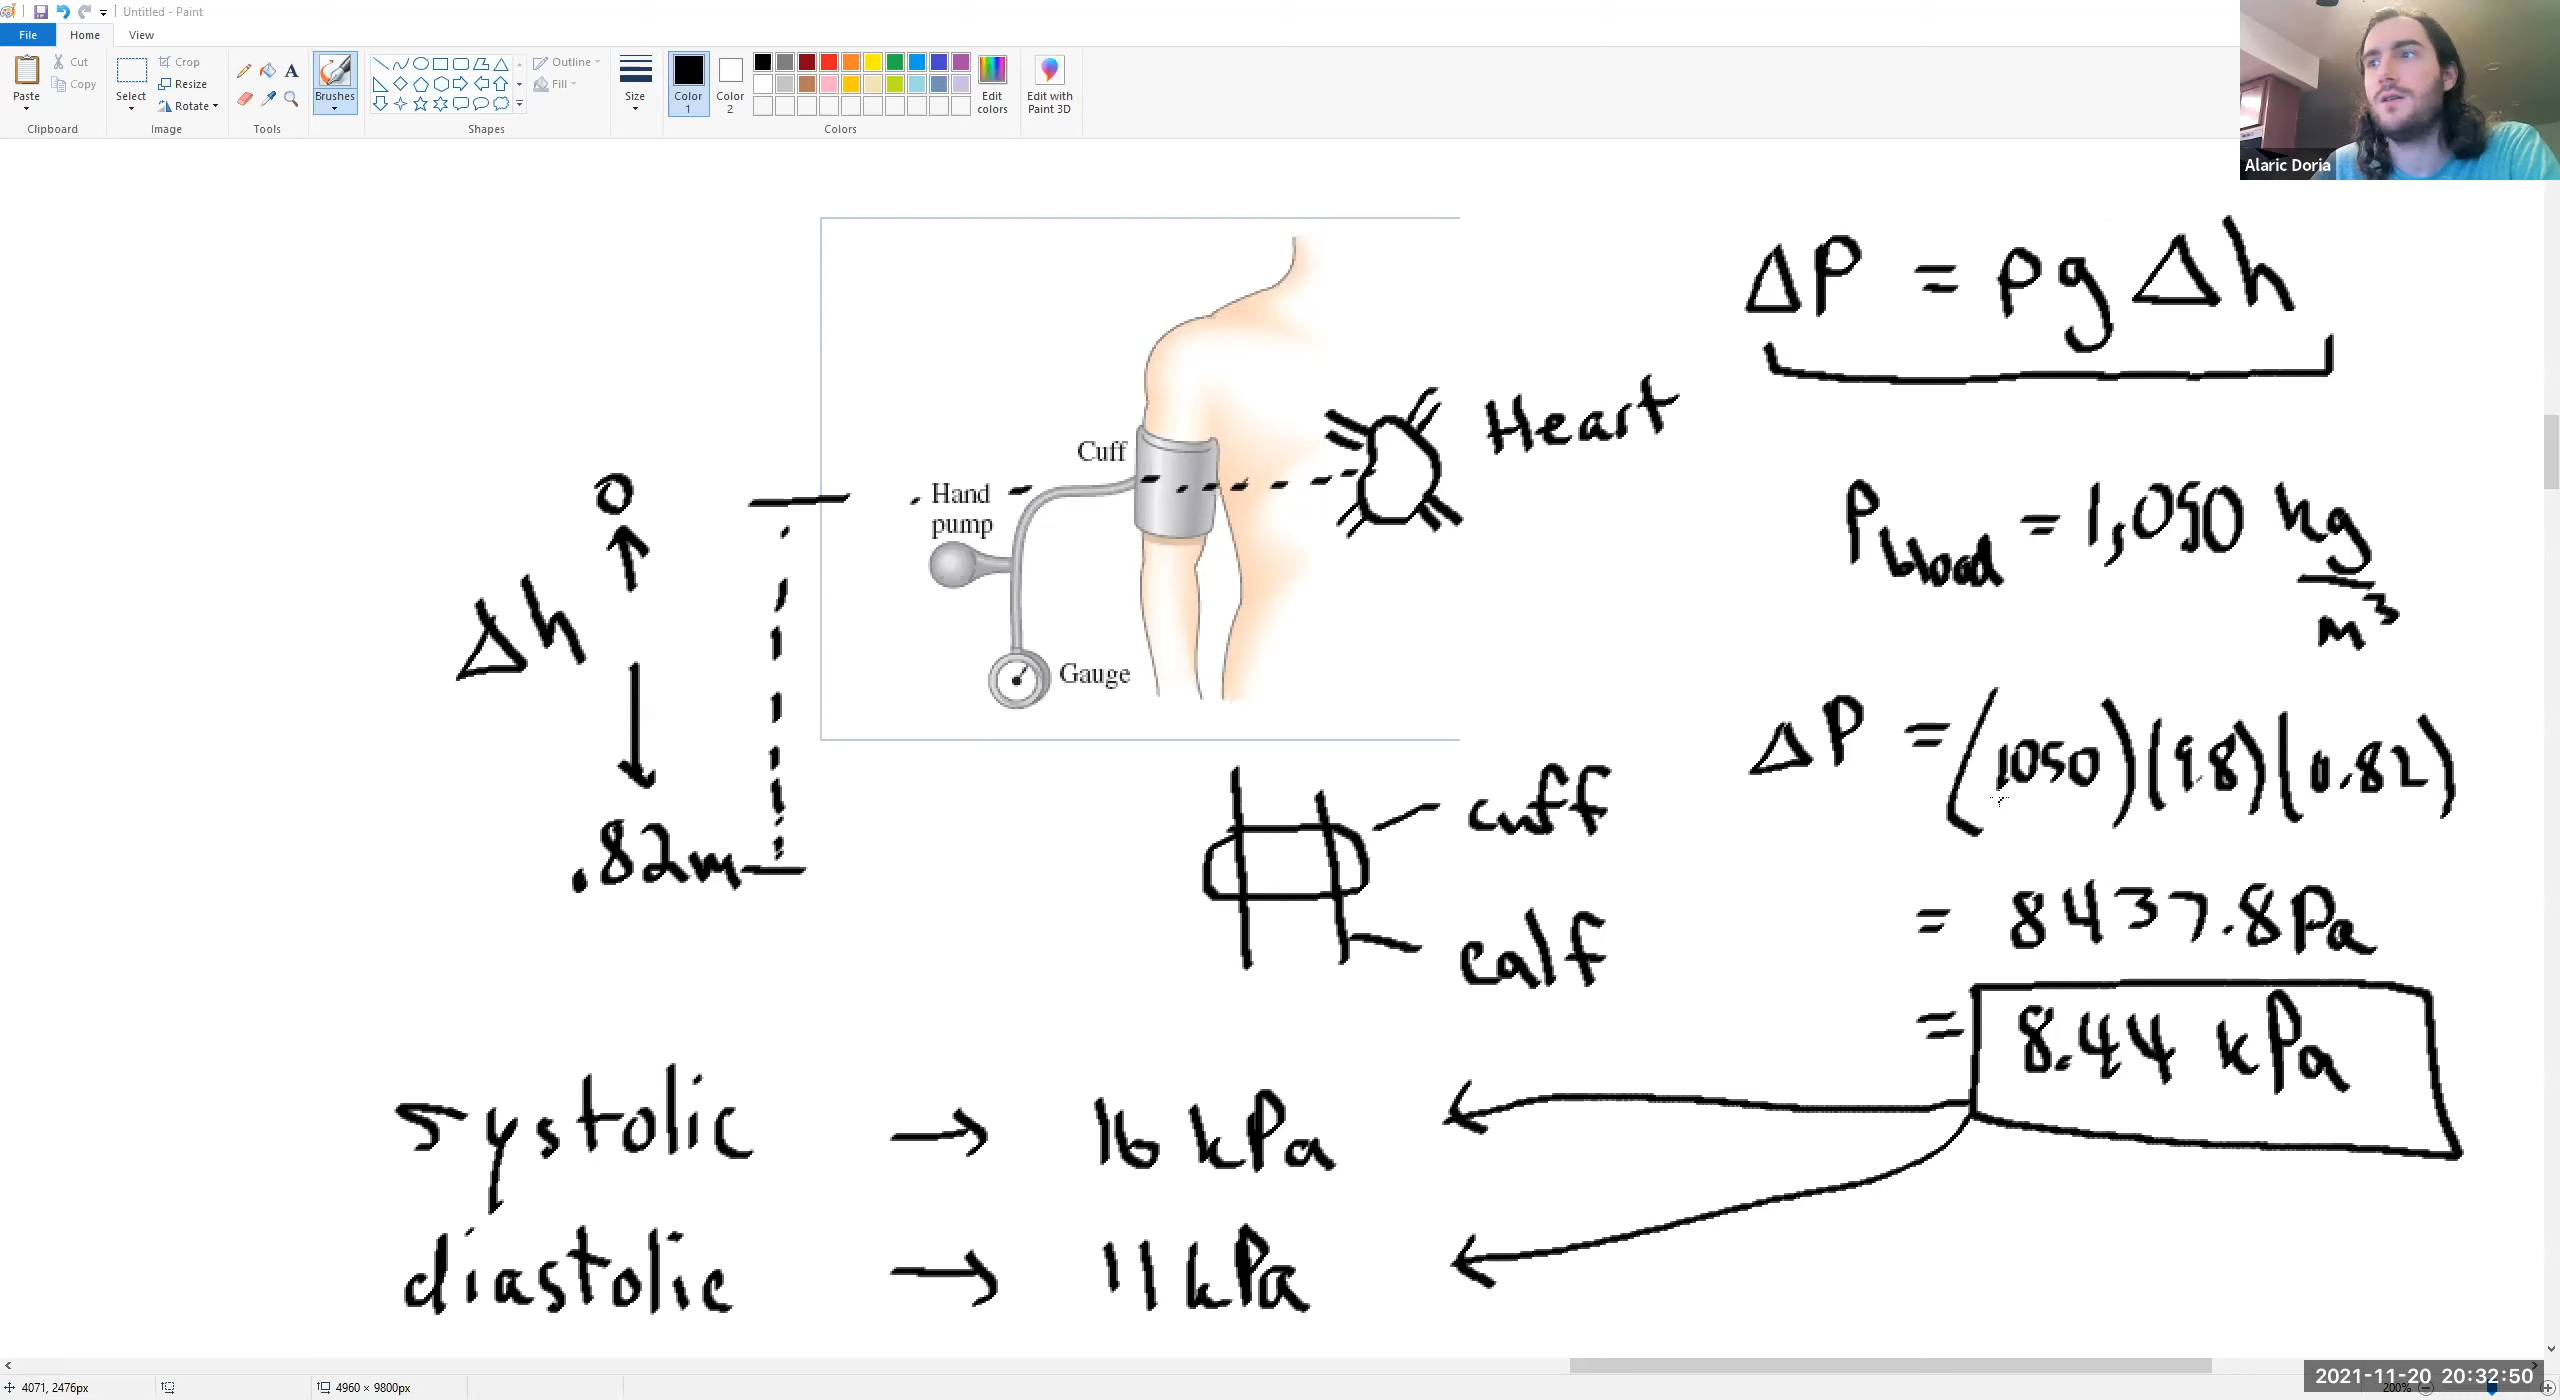 Untitled - Paint
File Home View
Paste
Cut
Copy
Clipboard
Select
Crop
Resize
Rotate
Image
Tools
Brushes
Shapes
Outline
Fill
Size
Color 1
Color 2
Colors
Edit colors
Edit with Paint 3D
Alaric Doria
ΔP = ρgΔh
Heart
Cuff
Hand pump
Gauge
0
Δh
.82m
ρblood = 1,050 kg/m³
ΔP = (1050)(9.8)(0.82)
= 8437.8Pa
= 8.44 kPa
cuff
calf
systolic → 16 kPa
diastolic → 11 kPa
4071, 2476px
4960 × 9800px
200%
2021-11-20 20:32:50